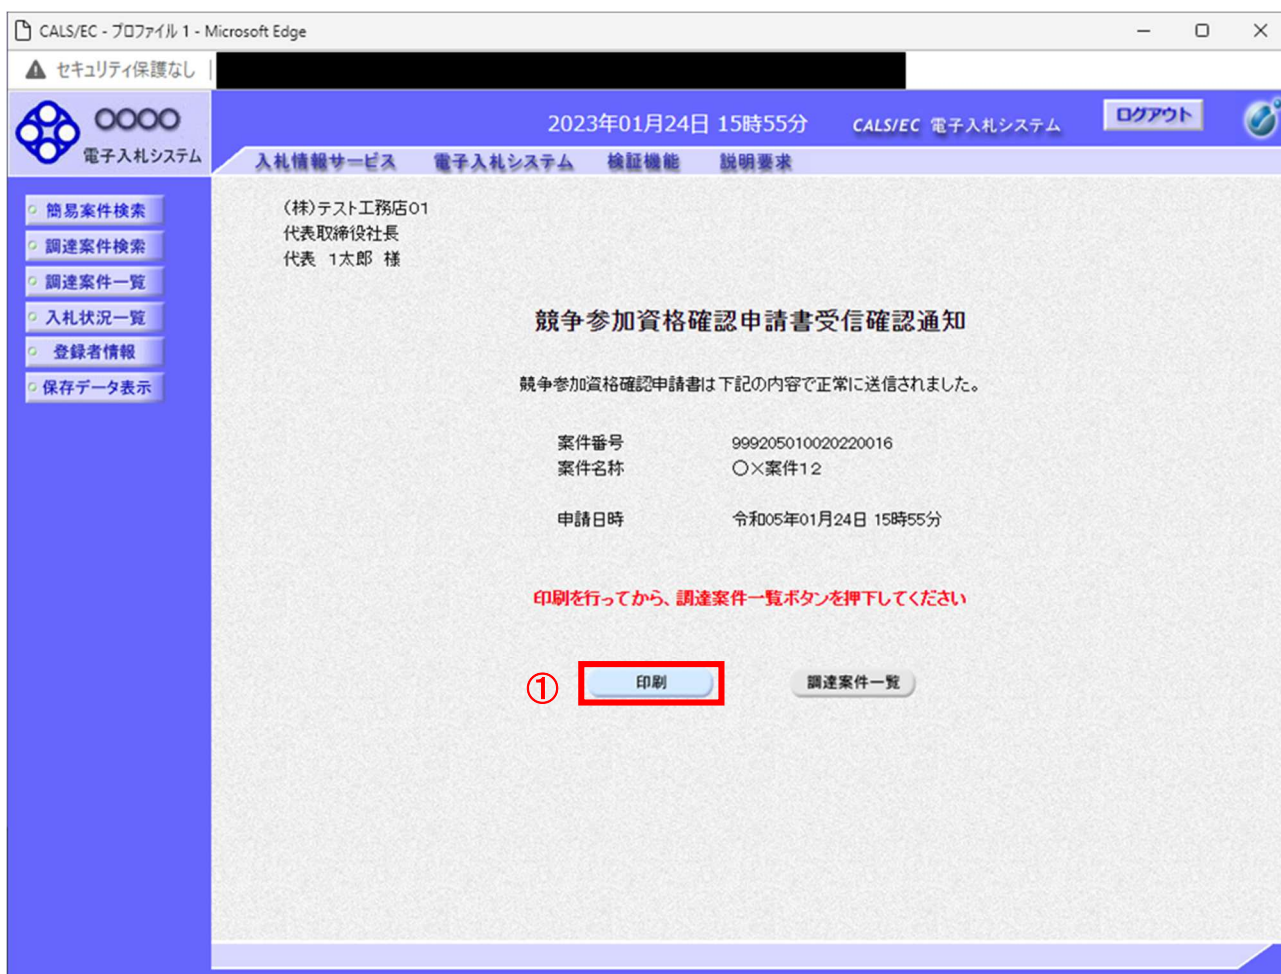 CALS/EC - プロファイル 1 - Microsoft Edge
セキュリティ保護なし
〇〇〇〇
電子入札システム
2023年01月24日 15時55分
CALS/EC 電子入札システム
ログアウト
入札情報サービス 電子入札システム 検証機能 説明要求
簡易案件検索
調達案件検索
調達案件一覧
入札状況一覧
登録者情報
保存データ表示
(株)テスト工務店01
代表取締役社長
代表 1太郎 様
競争参加資格確認申請書受信確認通知
競争参加資格確認申請書は下記の内容で正常に送信されました。
案件番号 999205010020220016
案件名称 〇×案件12
申請日時 令和05年01月24日 15時55分
印刷を行ってから、調達案件一覧ボタンを押下してください
① 印刷 調達案件一覧